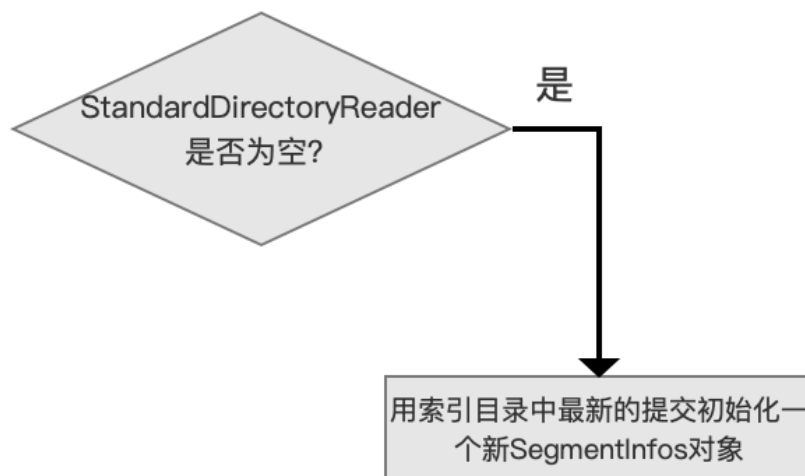 StandardDirectoryReader
是否为空?
是
用索引目录中最新的提交初始化一
个新SegmentInfos对象